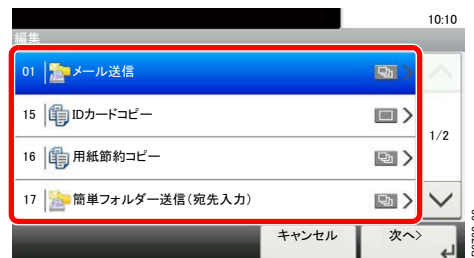 10:10
編集
01 メール送信
15 IDカードコピー
16 用紙節約コピー
1/2
17 簡単フォルダー送信(宛先入力)
キャンセル 次へ>